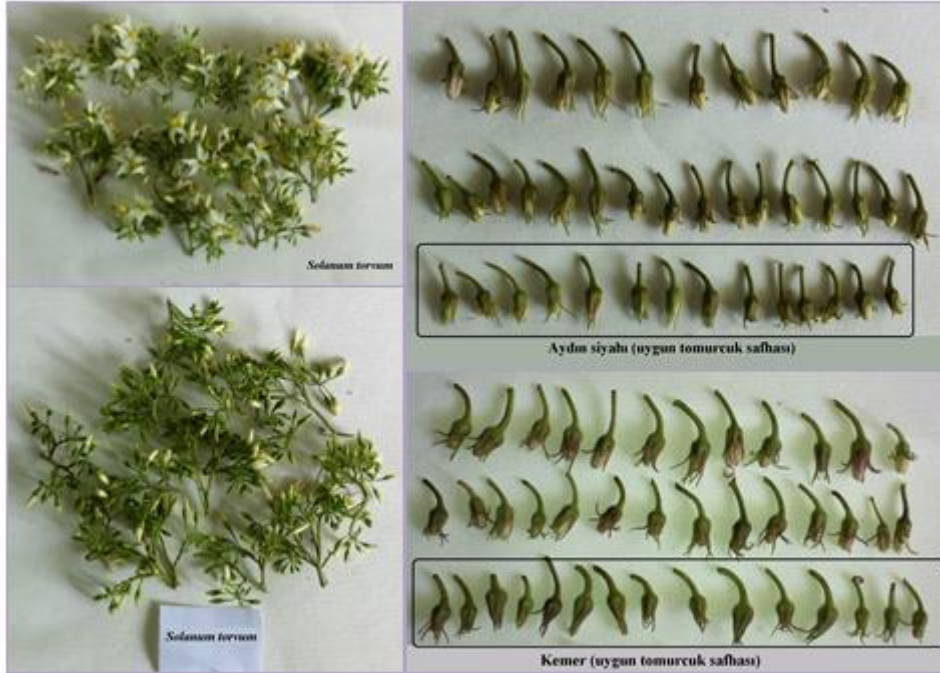 Solanum torvum
Aydın siyahı (uygun tomurcuk safhası)
Solanum torvum
Kemer (uygun tomurcuk safhası)